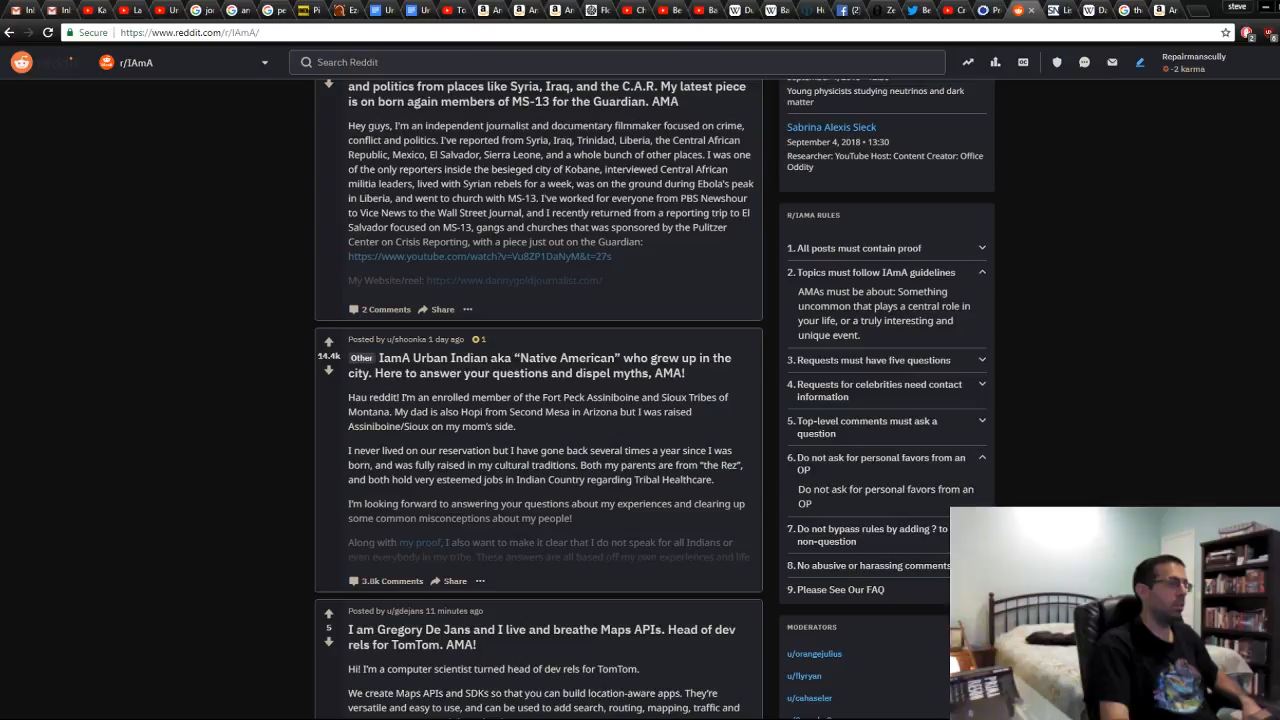 Secure | https://www.reddit.com/r/IAmA/
steve
r/IAmA
Search Reddit
Repairmanscully
-2 karma
and politics from places like Syria, Iraq, and the C.A.R. My latest piece
is on born again members of MS-13 for the Guardian. AMA
Hey guys, I'm an independent journalist and documentary filmmaker focused on crime,
conflict and politics. I've reported from Syria, Iraq, Trinidad, Liberia, the Central African
Republic, Mexico, El Salvador, Sierra Leone, and a whole bunch of other places. I was one
of the only reporters inside the besieged city of Kobane, interviewed Central African
militia leaders, lived with Syrian rebels for a week, was on the ground during Ebola's peak
in Liberia, and went to church with MS-13. I've worked for everyone from PBS Newshour
to Vice News to the Wall Street Journal, and I recently returned from a reporting trip to El
Salvador focused on MS-13, gangs and churches that was sponsored by the Pulitzer
Center on Crisis Reporting, with a piece just out on the Guardian:
https://www.youtube.com/watch?v=Vu8ZP1DaNyM&t=27s
My Website/reel: https://www.dannygoldjournalist.com/
2 Comments Share
Posted by u/shoonka 1 day ago 1
14.4k
Other IamA Urban Indian aka “Native American” who grew up in the
city. Here to answer your questions and dispel myths, AMA!
Hau reddit! I'm an enrolled member of the Fort Peck Assiniboine and Sioux Tribes of
Montana. My dad is also Hopi from Second Mesa in Arizona but I was raised
Assiniboine/Sioux on my mom's side.
I never lived on our reservation but I have gone back several times a year since I was
born, and was fully raised in my cultural traditions. Both my parents are from "the Rez",
and both hold very esteemed jobs in Indian Country regarding Tribal Healthcare.
I'm looking forward to answering your questions about my experiences and clearing up
some common misconceptions about my people!
Along with my proof, I also want to make it clear that I do not speak for all Indians or
even everybody in my tribe. These answers are all based off my own experiences and life
3.8k Comments Share
Posted by u/gdejans 11 minutes ago
5
I am Gregory De Jans and I live and breathe Maps APIs. Head of dev
rels for TomTom. AMA!
Hi! I'm a computer scientist turned head of dev rels for TomTom.
We create Maps APIs and SDKs so that you can build location-aware apps. They're
versatile and easy to use, and can be used to add search, routing, mapping, traffic and
Young physicists studying neutrinos and dark
matter
Sabrina Alexis Sieck
September 4, 2018 • 13:30
Researcher: YouTube Host: Content Creator: Office
Oddity
R/IAMA RULES
1. All posts must contain proof
2. Topics must follow IAmA guidelines
AMAs must be about: Something
uncommon that plays a central role in
your life, or a truly interesting and
unique event.
3. Requests must have five questions
4. Requests for celebrities need contact
information
5. Top-level comments must ask a
question
6. Do not ask for personal favors from an
OP
Do not ask for personal favors from an
OP
7. Do not bypass rules by adding ? to
non-question
8. No abusive or harassing comments
9. Please See Our FAQ
MODERATORS
u/orangejulius
u/flyryan
u/cahaseler